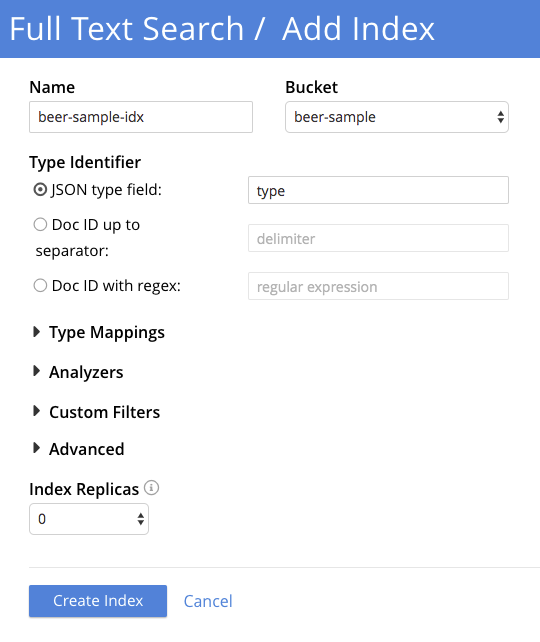 Full Text Search / Add Index
Name
Bucket
beer-sample-idx
beer-sample
Type Identifier
JSON type field:
type
Doc ID up to
separator:
delimiter
Doc ID with regex:
regular expression
Type Mappings
Analyzers
Custom Filters
Advanced
Index Replicas
0
Create Index
Cancel